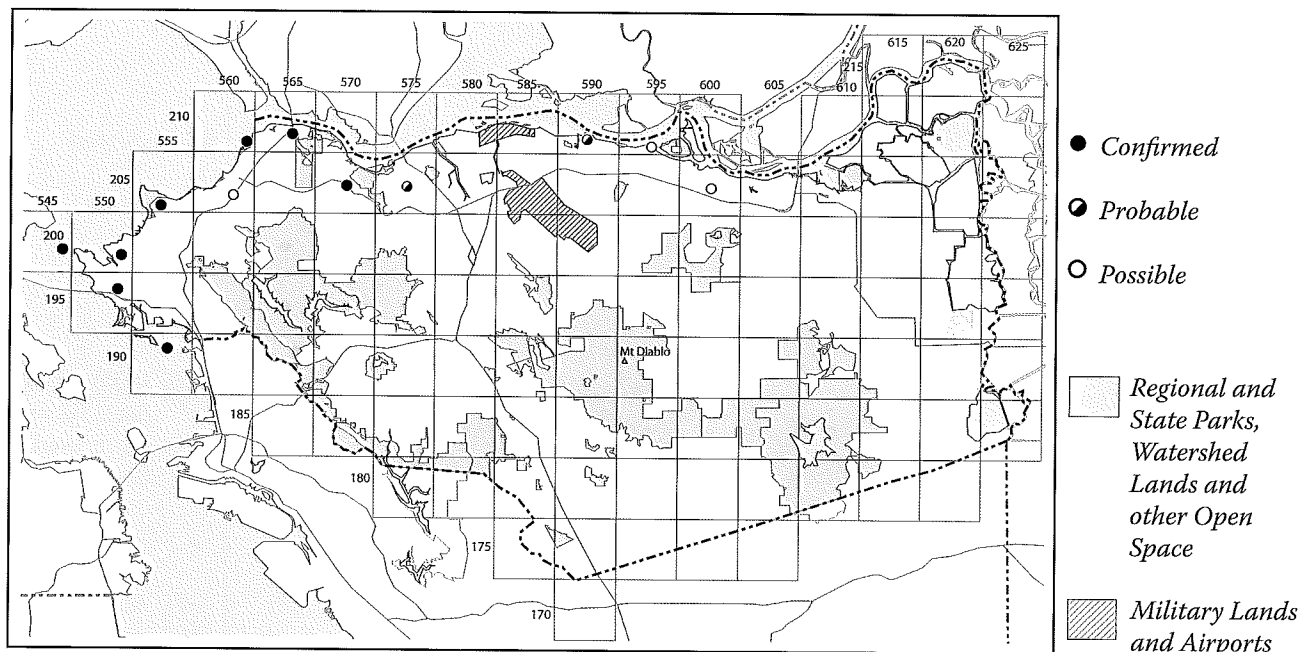 615 620 625
215
560 565 570 575 580 585 590 595 600 605 610
210
555
205
545 550
200
195
190
Mt Diablo
185
180
175
170
Confirmed
Probable
Possible
Regional and
State Parks,
Watershed
Lands and
other Open
Space
Military Lands
and Airports